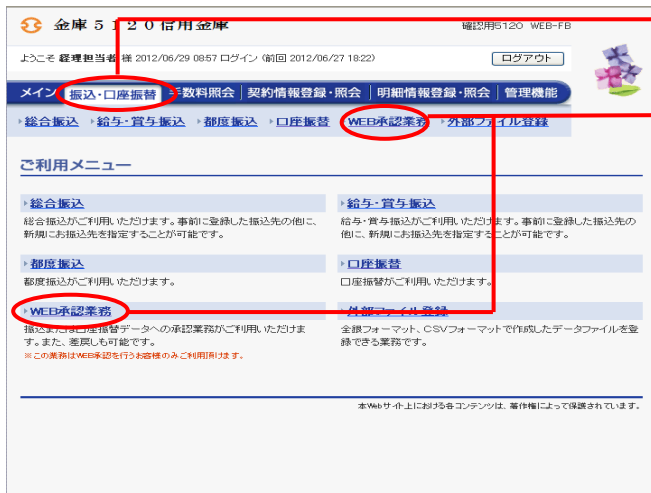 金庫5120信用金庫
確認用5120 WEB-FB
ようこそ 経理担当者 様 2012/06/29 08:57 ログイン (前回 2012/06/27 18:22)
ログアウト
メイン 振込・口座振替 手数料照会 契約情報登録・照会 明細情報登録・照会 管理機能
総合振込 給与・賞与振込 都度振込 口座振替 WEB承認業務 外部ファイル登録
ご利用メニュー
総合振込
総合振込がご利用いただけます。事前に登録した振込先の他に、
新規にお振込先を指定することが可能です。
給与・賞与振込
給与・賞与振込がご利用いただけます。事前に登録した振込先の
他に、新規にお振込先を指定することが可能です。
都度振込
都度振込がご利用いただけます。
口座振替
口座振替がご利用いただけます。
WEB承認業務
振込または口座振替データへの承認業務がご利用いただけま
す。また、差戻しも可能です。
※この業務はWEB承認を行うお客様のみご利用頂けます。
外部ファイル登録
全銀フォーマット、CSVフォーマットで作成したデータファイルを登
録できる業務です。
本Webサイト上における各コンテンツは、著作権によって保護されています。